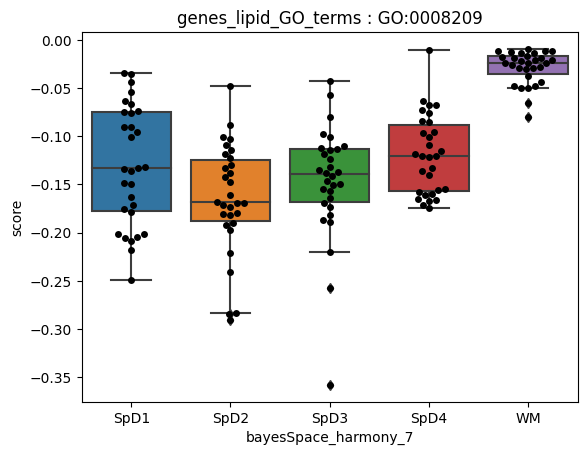 genes_lipid_GO_terms : GO:0008209
0.00
−0.05
−0.10
−0.15
−0.20
−0.25
−0.30
−0.35
score
SpD1 SpD2 SpD3 SpD4 WM
bayesSpace_harmony_7